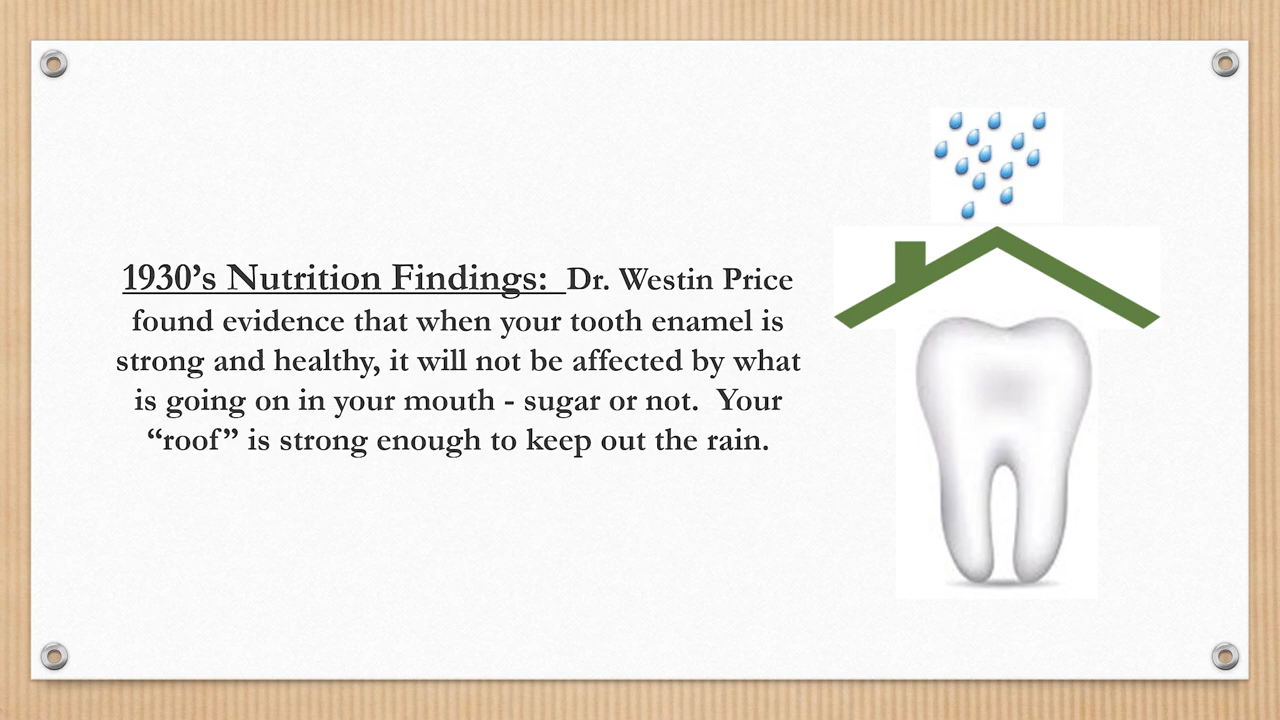 1930’s Nutrition Findings:  Dr. Westin Price
found evidence that when your tooth enamel is
strong and healthy, it will not be affected by what
is going on in your mouth - sugar or not.  Your
“roof” is strong enough to keep out the rain.